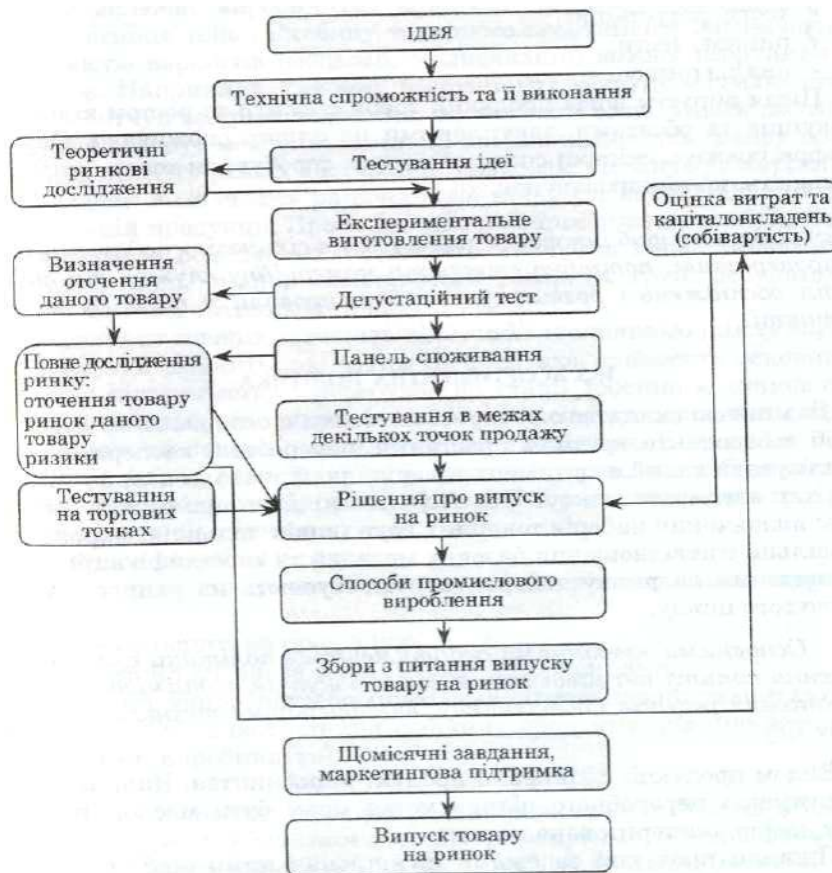 ІДЕЯ
Технічна спроможність та її виконання
Теоретичні
ринкові
дослідження
Тестування ідеї
Оцінка витрат та
капіталовкладень
(собівартість)
Експериментальне
виготовлення товару
Визначення
оточення
даного товару
Дегустаційний тест
Повне дослідження
ринку:
оточення товару
ринок даного
товару
риники
Панель споживання
Тестування в межах
декількох точок продажу
Тестування
на торгових
точках
Рішення про випуск
на ринок
Способи промислового
вироблення
Збори з питання випуску
товару на ринок
Щомісячні завдання,
маркетингова підтримка
Випуск товару
на ринок